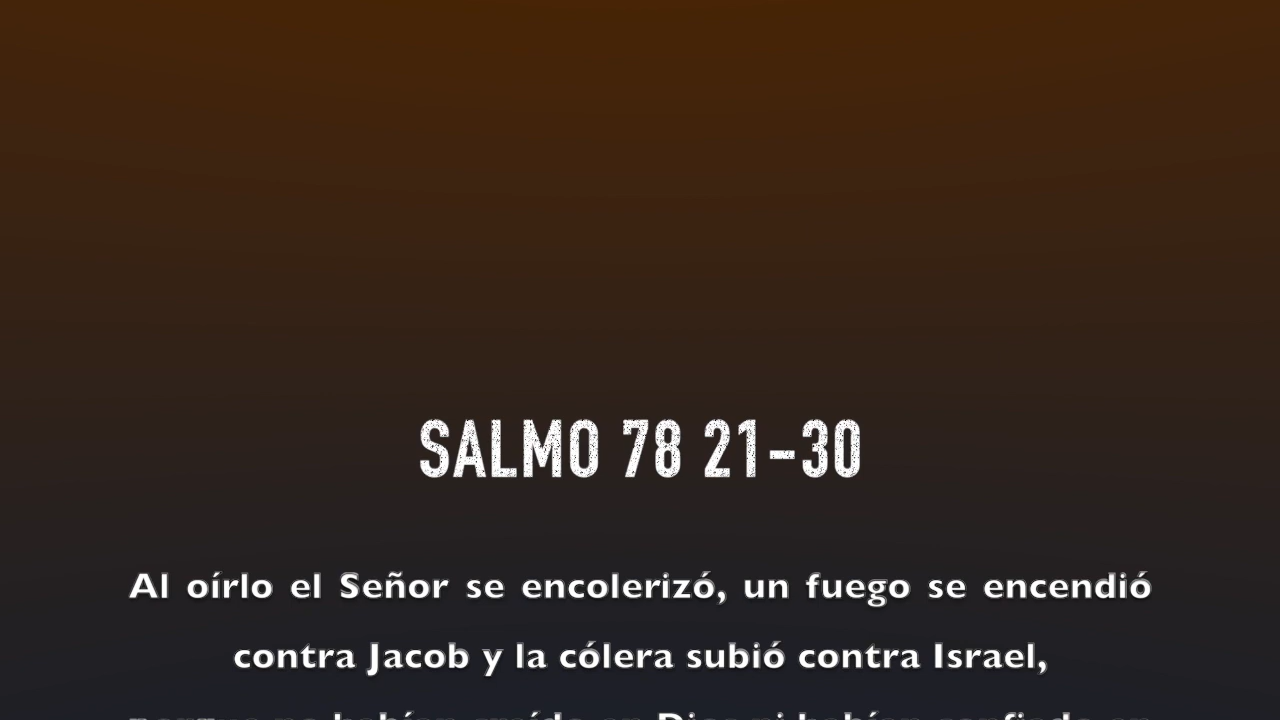 SALMO 78 21-30
Al oírlo el Señor se encolerizó, un fuego se encendió
contra Jacob y la cólera subió contra Israel,